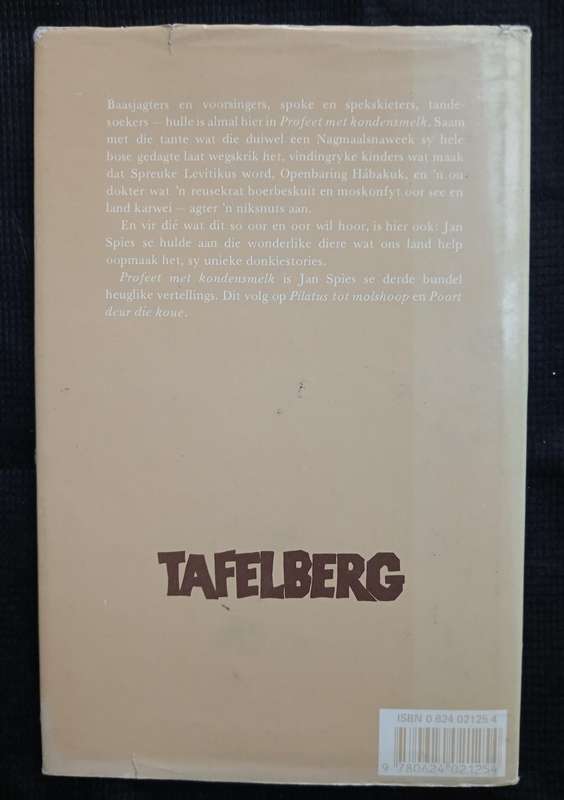 Baasjagters en voorsingers, spoke en spekskieters, tande-
soekers — hulle is almal hier in Profeet met kondensmelk. Saam
met die tante wat die duiwel een Nagmaalsnaweek sy hele
bose gedagte laat wegskrik het, vindingryke kinders wat maak
dat Spreuke Levitikus word, Openbaring Hábakuk, en 'n ou
dokter wat 'n reusekrat boerbeskuit en moskonfyt oor see en
land karwei — agter 'n niksnuts aan.
En vir dié wat dit so oor en oor wil hoor, is hier ook: Jan
Spies se hulde aan die wonderlike diere wat ons land help
oopmaak het, sy unieke donkiestories.
Profeet met kondensmelk is Jan Spies se derde bundel
heuglike vertellings. Dit volg op Pilatus tot molshoop en Poort
deur die koue.
TAFELBERG
ISBN 0 624 02125 4
9 780624 021254